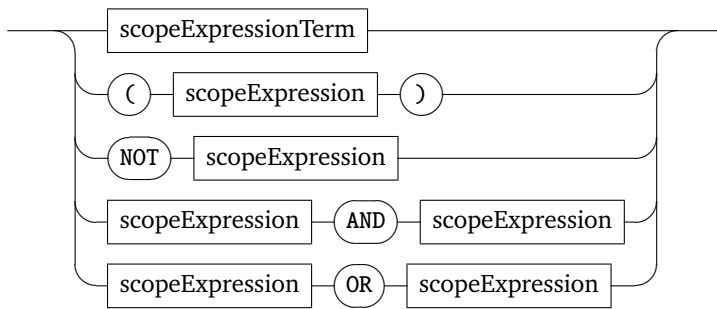 scopeExpressionTerm
( scopeExpression )
NOT scopeExpression
scopeExpression AND scopeExpression
scopeExpression OR scopeExpression